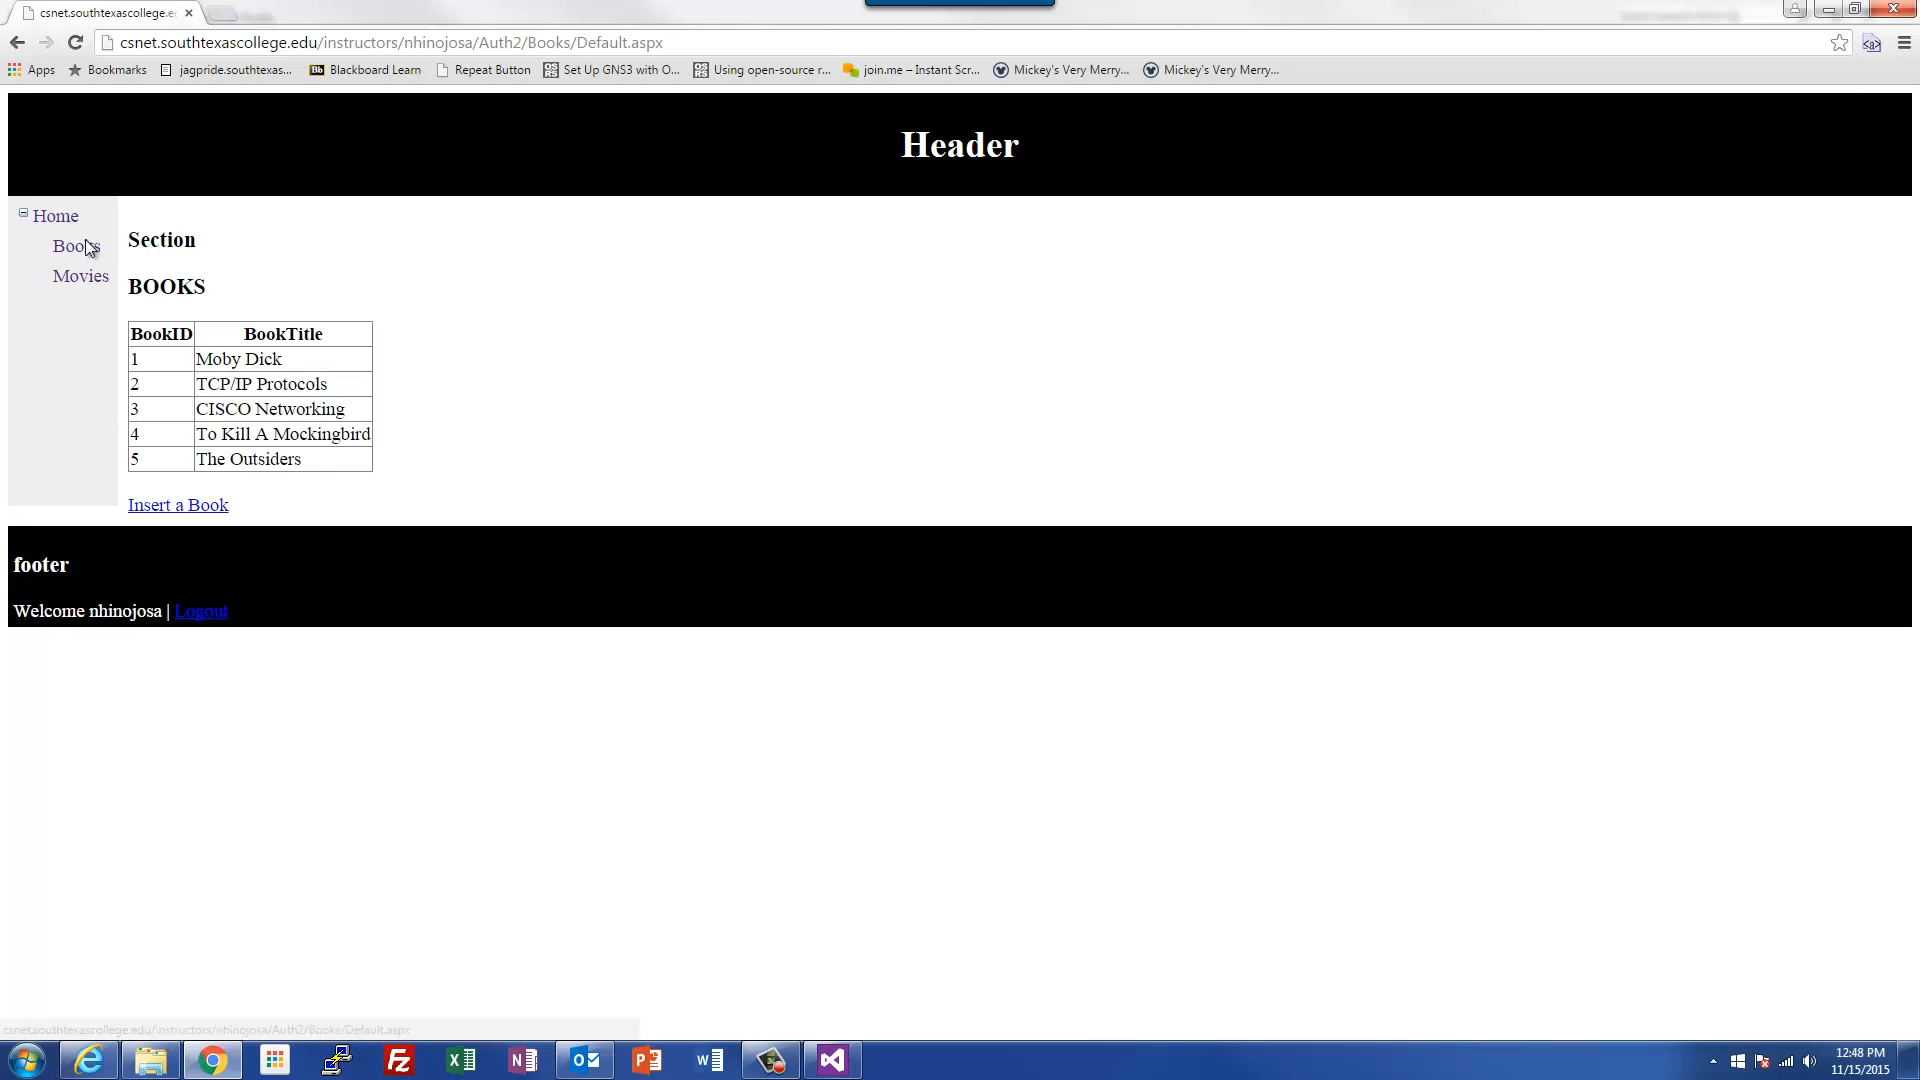 csnet.southtexascollege.e
csnet.southtexascollege.edu/instructors/nhinojosa/Auth2/Books/Default.aspx
Apps Bookmarks jagpride.southtexas... Bb Blackboard Learn Repeat Button Set Up GNS3 with O... Using open-source r... join.me – Instant Scr... Mickey's Very Merry... Mickey's Very Merry...
Header
Home
Books
Movies
Section
BOOKS
BookID BookTitle
1 Moby Dick
2 TCP/IP Protocols
3 CISCO Networking
4 To Kill A Mockingbird
5 The Outsiders
Insert a Book
footer
Welcome nhinojosa | Logout
csnet.southtexascollege.edu/instructors/nhinojosa/Auth2/Books/Default.aspx
12:48 PM
11/15/2015